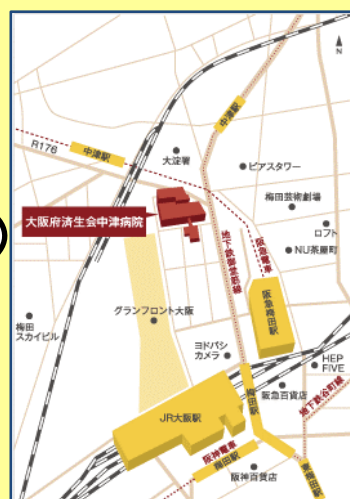 N
中津駅
R176
中津駅
大淀署
ピアスタワー
梅田芸術劇場
大阪府済生会中津病院
ロフト
地下鉄御堂筋線
阪急電車
NU茶屋町
阪急梅田駅
グランフロント大阪
梅田
スカイビル
ヨドバシ
カメラ
HEP
FIVE
梅田駅
阪急百貨店
地下鉄谷町線
JR大阪駅
阪神電車
梅田駅
阪神百貨店
東梅田駅